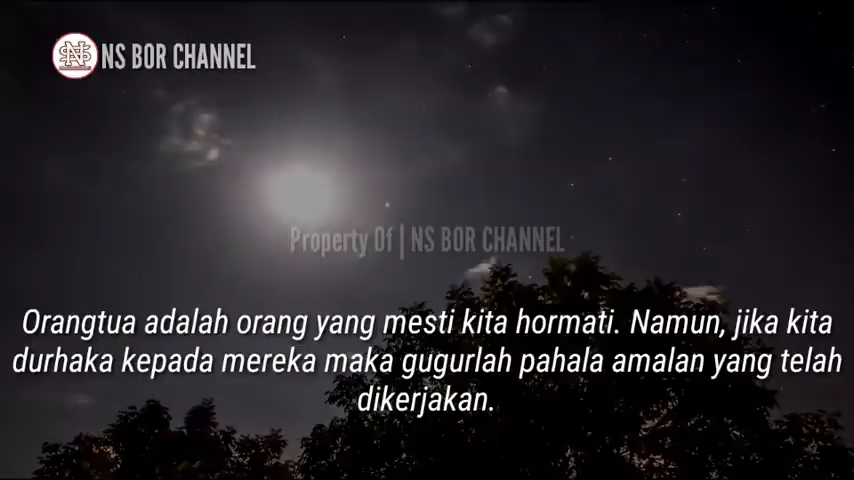 NS BOR CHANNEL
Property Of | NS BOR CHANNEL
Orangtua adalah orang yang mesti kita hormati. Namun, jika kita
durhaka kepada mereka maka gugurlah pahala amalan yang telah
dikerjakan.